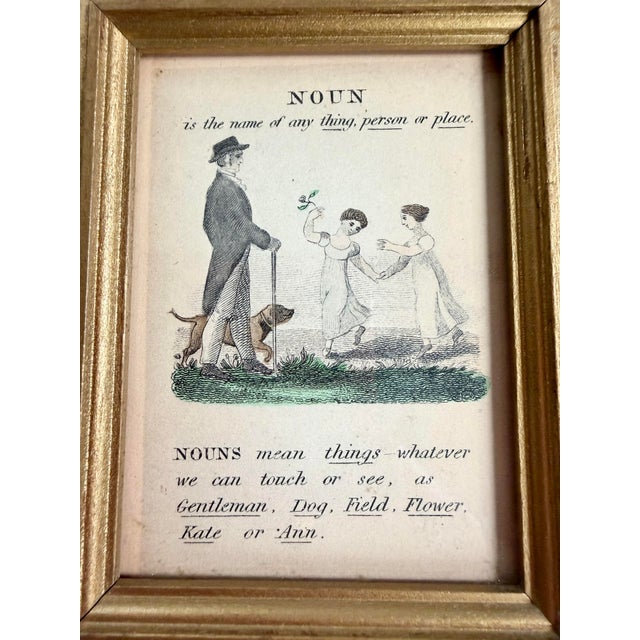 NOUN
is the name of any thing, person or place.
NOUNS mean things—whatever
we can touch or see, as
Gentleman, Dog, Field, Flower,
Kate or Ann.